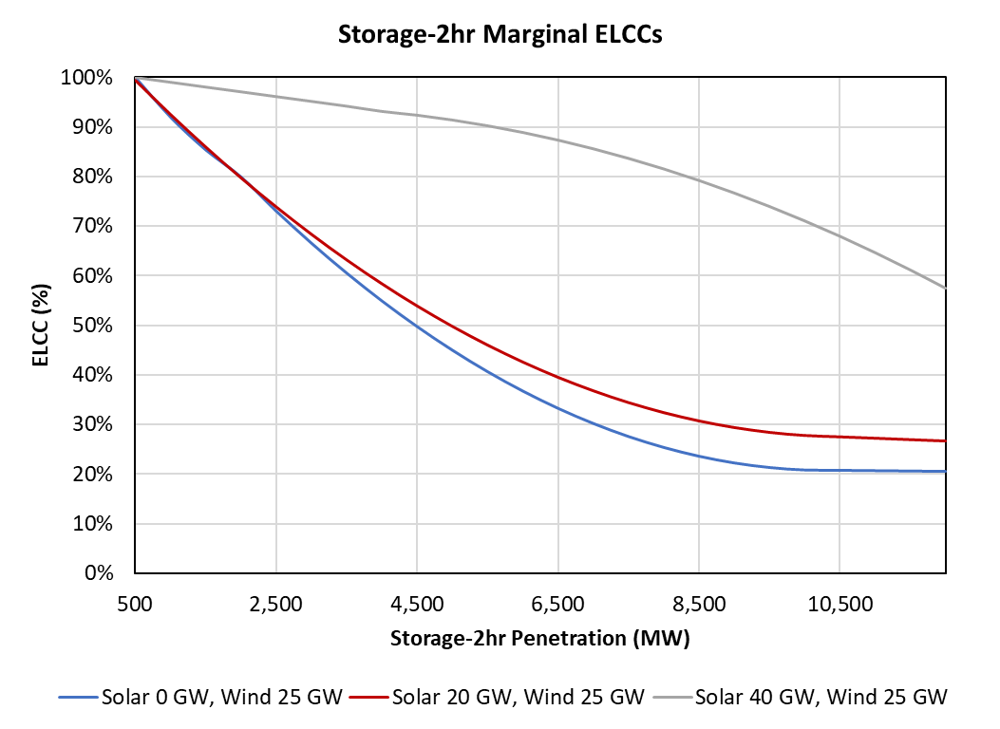 Storage-2hr Marginal ELCCs
100%
90%
80%
70%
60%
50%
40%
30%
20%
10%
0%
ELCC (%)
500 2,500 4,500 6,500 8,500 10,500
Storage-2hr Penetration (MW)
Solar 0 GW, Wind 25 GW Solar 20 GW, Wind 25 GW Solar 40 GW, Wind 25 GW